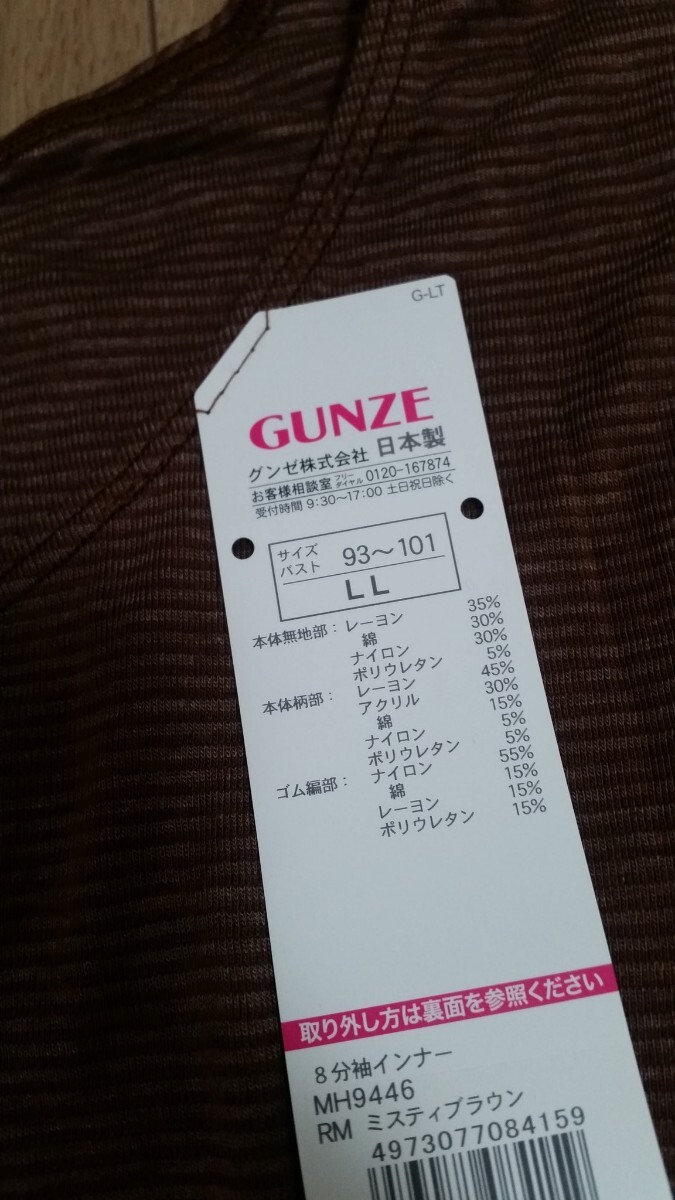 G-LT
GUNZE
グンゼ株式会社 日本製
お客様相談室 フリーダイヤル 0120-167874
受付時間 9:30〜17:00 土日祝日除く
サイズ
バスト 93〜101
LL
本体無地部：レーヨン 35%
綿 30%
ナイロン 30%
ポリウレタン 5%
本体柄部：レーヨン 45%
アクリル 30%
綿 15%
ナイロン 5%
ポリウレタン 5%
ゴム編部：ナイロン 55%
綿 15%
レーヨン 15%
ポリウレタン 15%
取り外し方は裏面を参照ください
8分袖インナー
MH9446
RM ミスティブラウン
4973077084159